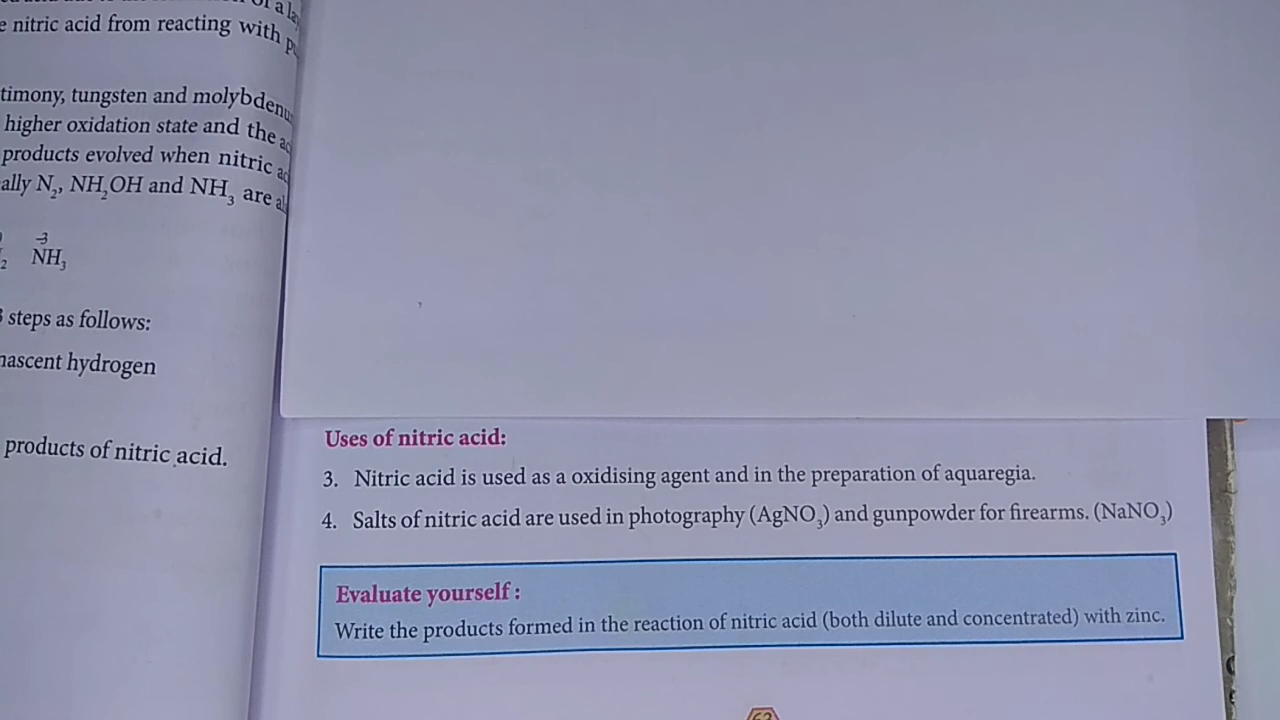 e nitric acid from reacting with
timony, tungsten and molybdenu
higher oxidation state and the
products evolved when nitric
ally N₂, NH₂OH and NH₃ are
-3
₂ NH₃
steps as follows:
nascent hydrogen
products of nitric acid.
Uses of nitric acid:
3. Nitric acid is used as a oxidising agent and in the preparation of aquaregia.
4. Salts of nitric acid are used in photography (AgNO₃) and gunpowder for firearms. (NaNO₃)
Evaluate yourself :
Write the products formed in the reaction of nitric acid (both dilute and concentrated) with zinc.